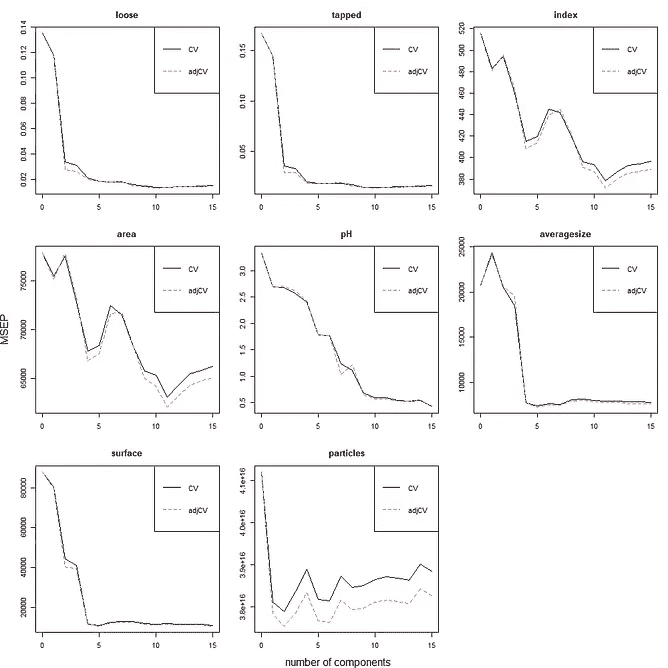 loose
0.14
0.12
0.10
0.08
0.06
0.04
0.02
CV
adjCV
0 5 10 15
tapped
0.15
0.10
0.05
CV
adjCV
0 5 10 15
index
520
500
480
460
440
420
400
380
CV
adjCV
0 5 10 15
MSEP
area
75000
70000
65000
CV
adjCV
0 5 10 15
pH
3.0
2.5
2.0
1.5
1.0
0.5
CV
adjCV
0 5 10 15
averagesize
25000
20000
15000
10000
CV
adjCV
0 5 10 15
surface
80000
60000
40000
20000
CV
adjCV
0 5 10 15
particles
4.1e+16
4.0e+16
3.9e+16
3.8e+16
CV
adjCV
0 5 10 15
number of components